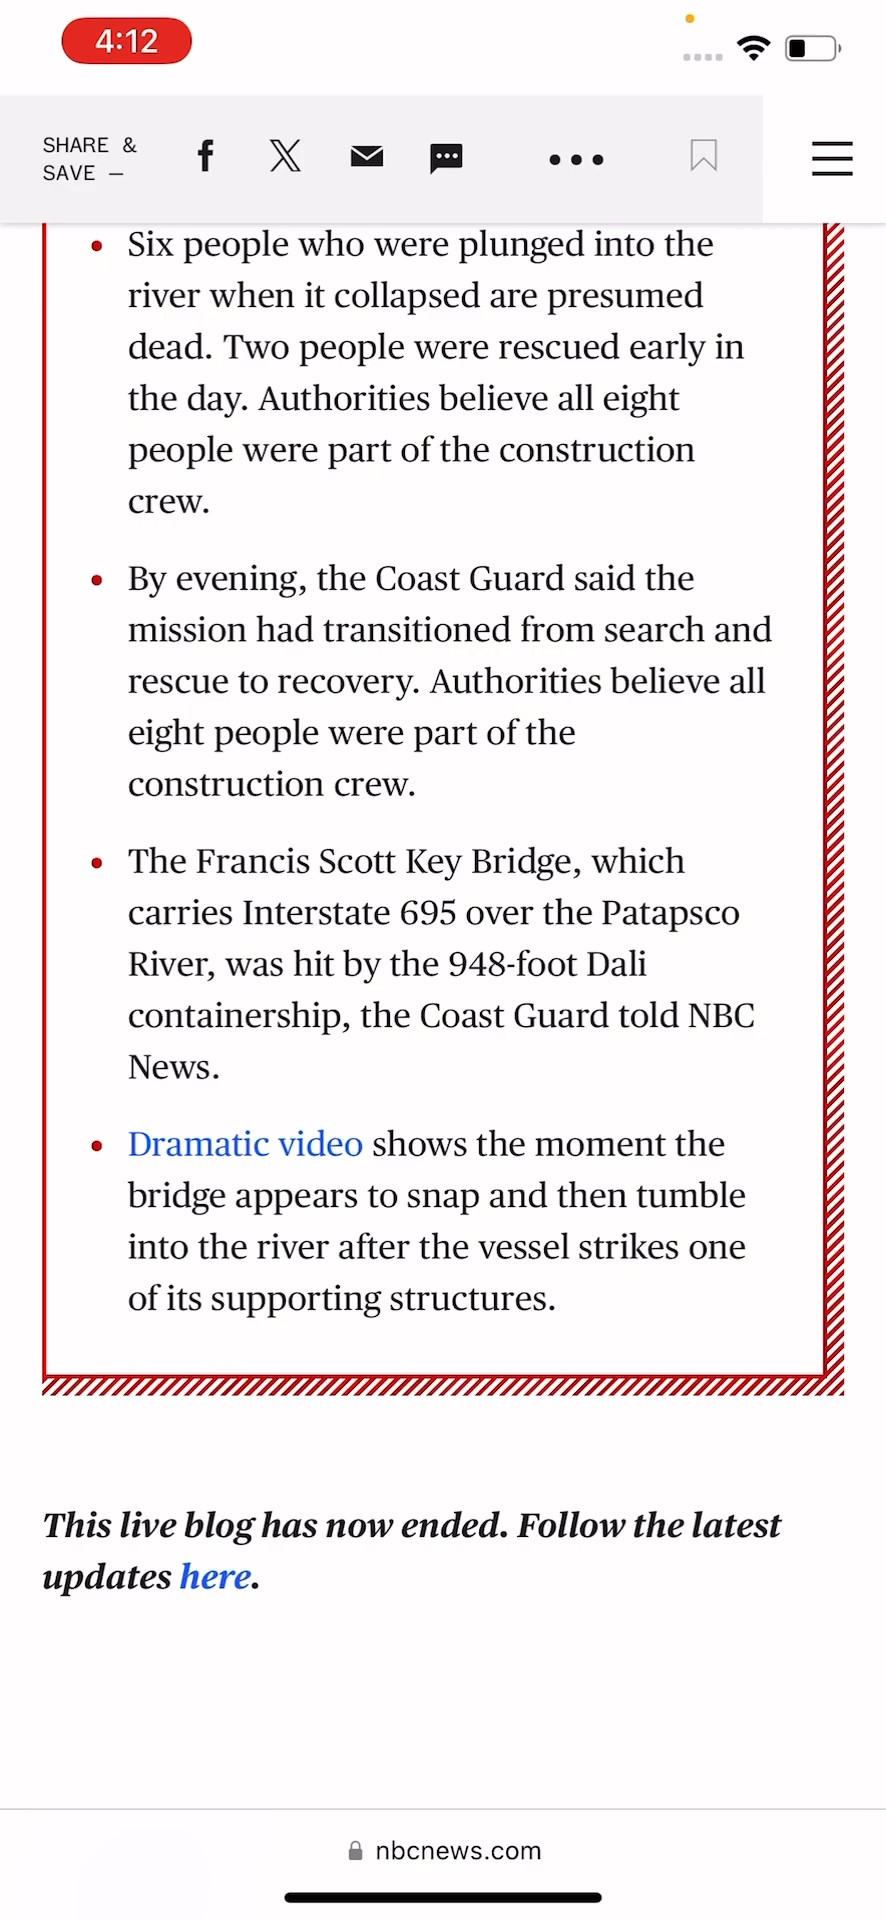 4:12
SHARE &
SAVE —
Six people who were plunged into the
river when it collapsed are presumed
dead. Two people were rescued early in
the day. Authorities believe all eight
people were part of the construction
crew.
By evening, the Coast Guard said the
mission had transitioned from search and
rescue to recovery. Authorities believe all
eight people were part of the
construction crew.
The Francis Scott Key Bridge, which
carries Interstate 695 over the Patapsco
River, was hit by the 948-foot Dali
containership, the Coast Guard told NBC
News.
Dramatic video shows the moment the
bridge appears to snap and then tumble
into the river after the vessel strikes one
of its supporting structures.
This live blog has now ended. Follow the latest
updates here.
nbcnews.com